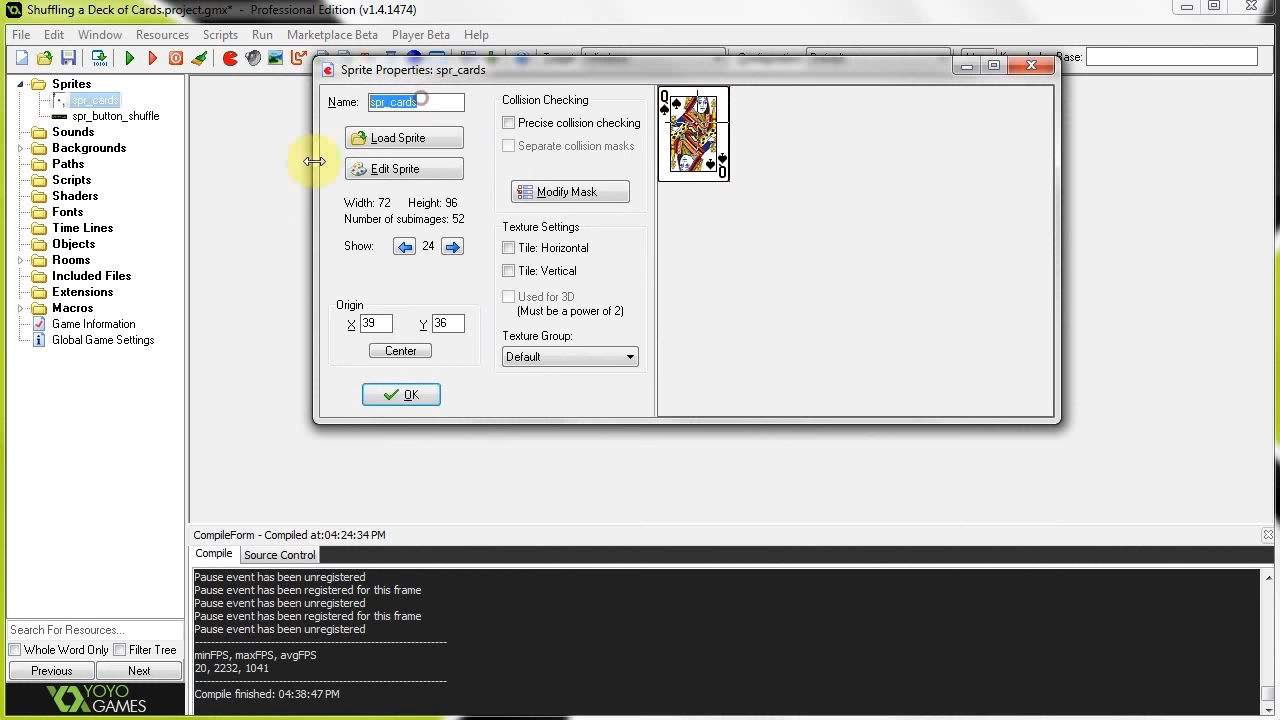 Shuffling a Deck of Cards.project.gmx* - Professional Edition (v1.4.1474)
File Edit Window Resources Scripts Run Marketplace Beta Player Beta Help
Base:
Sprites
spr_cards
spr_button_shuffle
Sounds
Backgrounds
Paths
Scripts
Shaders
Fonts
Time Lines
Objects
Rooms
Included Files
Extensions
Macros
Game Information
Global Game Settings
Search For Resources...
Whole Word Only Filter Tree
Previous Next
YOYO
GAMES
Sprite Properties: spr_cards
Name: spr_cards
Load Sprite
Edit Sprite
Width: 72 Height: 96
Number of subimages: 52
Show: 24
Origin
X 39 Y 36
Center
OK
Collision Checking
Precise collision checking
Separate collision masks
Modify Mask
Texture Settings
Tile: Horizontal
Tile: Vertical
Used for 3D
(Must be a power of 2)
Texture Group:
Default
Q
Q
CompileForm - Compiled at:04:24:34 PM
Compile Source Control
Pause event has been unregistered
Pause event has been registered for this frame
Pause event has been unregistered
Pause event has been registered for this frame
Pause event has been unregistered
minFPS, maxFPS, avgFPS
20, 2232, 1041
Compile finished: 04:38:47 PM